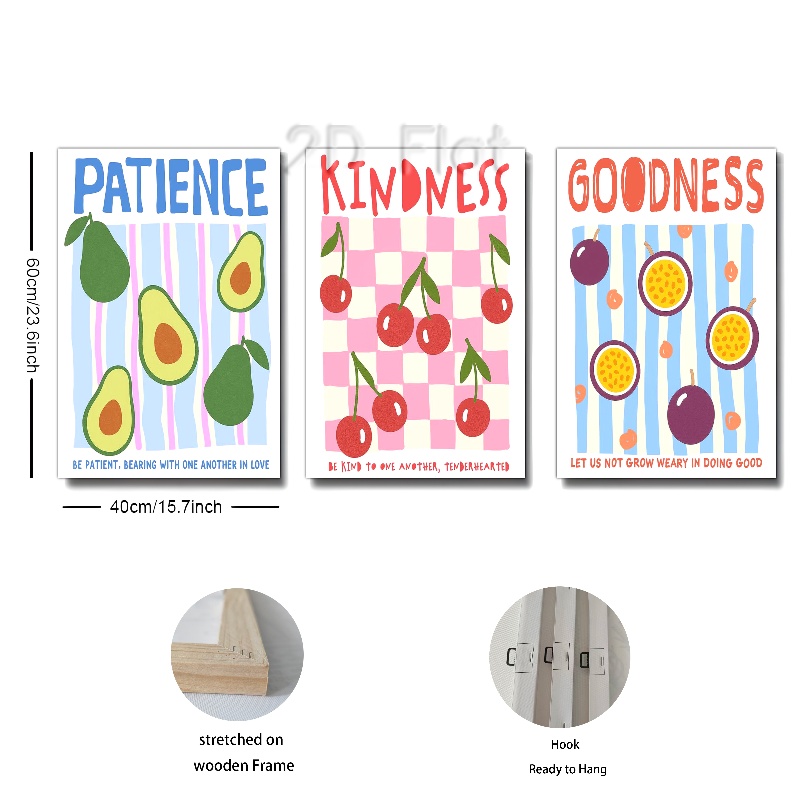 2D Flat
PATIENCE
KINDNESS
GOODNESS
60cm/23.6inch
BE PATIENT, BEARING WITH ONE ANOTHER IN LOVE
BE KIND TO ONE ANOTHER, TENDERHEARTED
LET US NOT GROW WEARY IN DOING GOOD
40cm/15.7inch
stretched on
wooden Frame
Hook
Ready to Hang